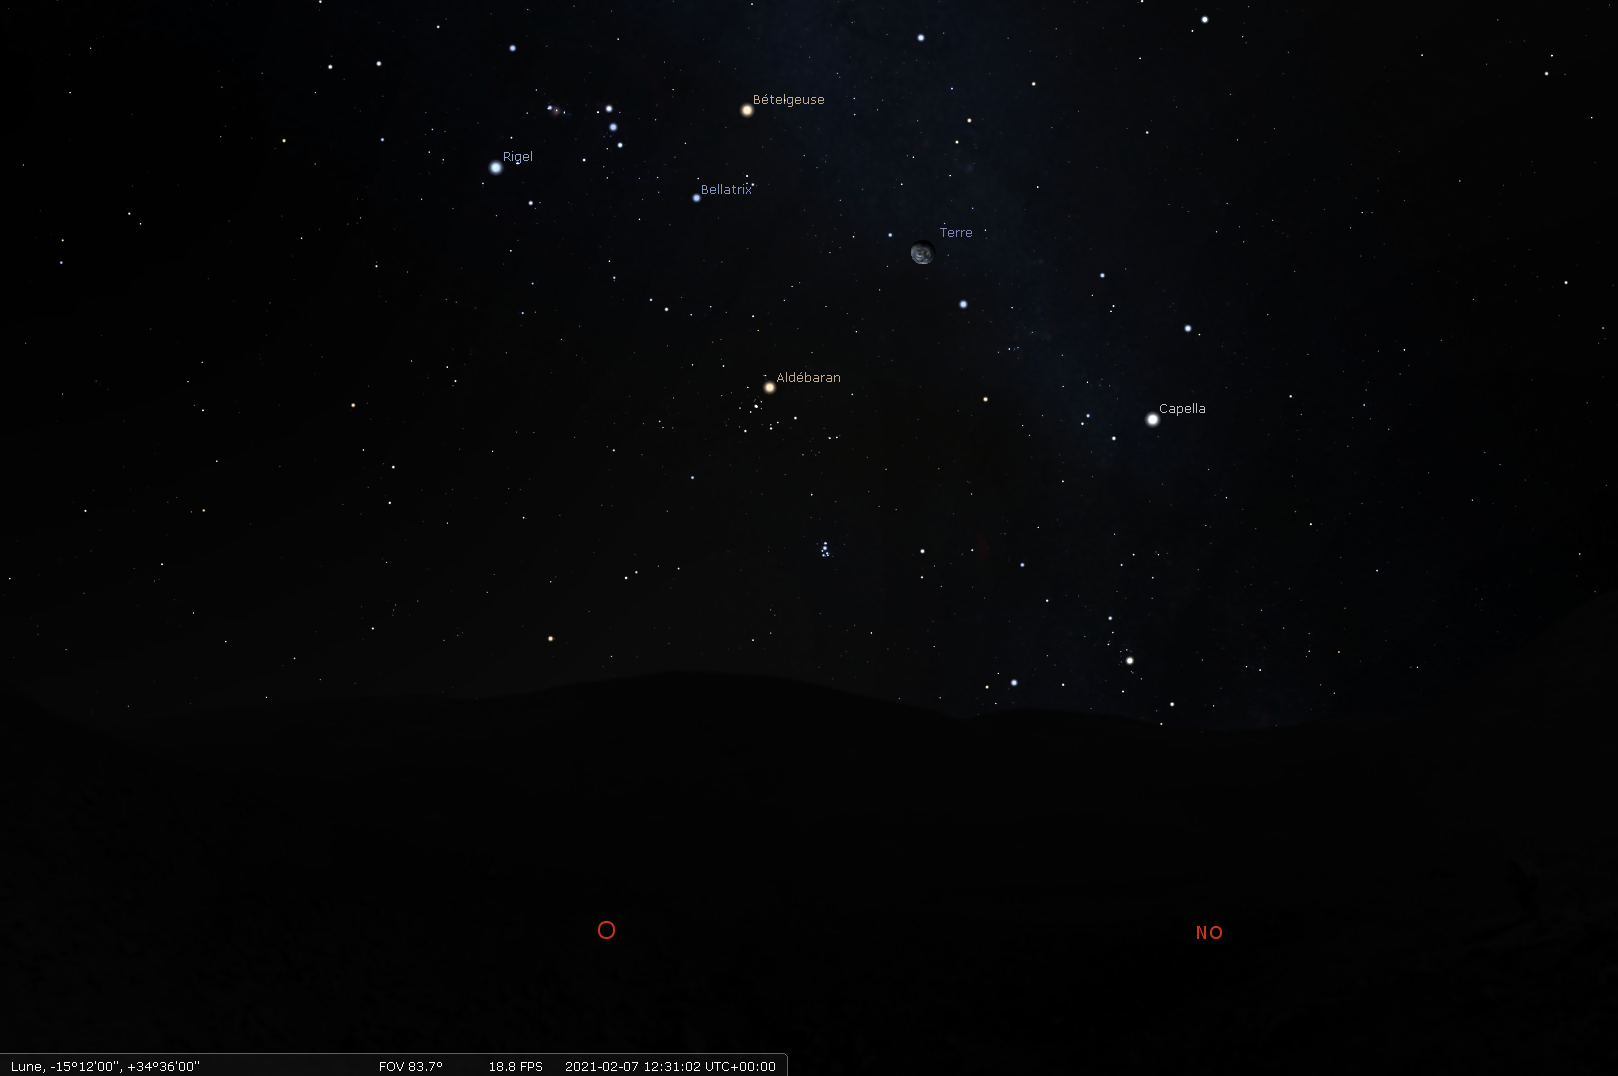 Bételgeuse
Rigel
Bellatrix
Terre
Aldébaran
Capella
O
NO
Lune, -15°12'00", +34°36'00" FOV 83.7° 18.8 FPS 2021-02-07 12:31:02 UTC+00:00